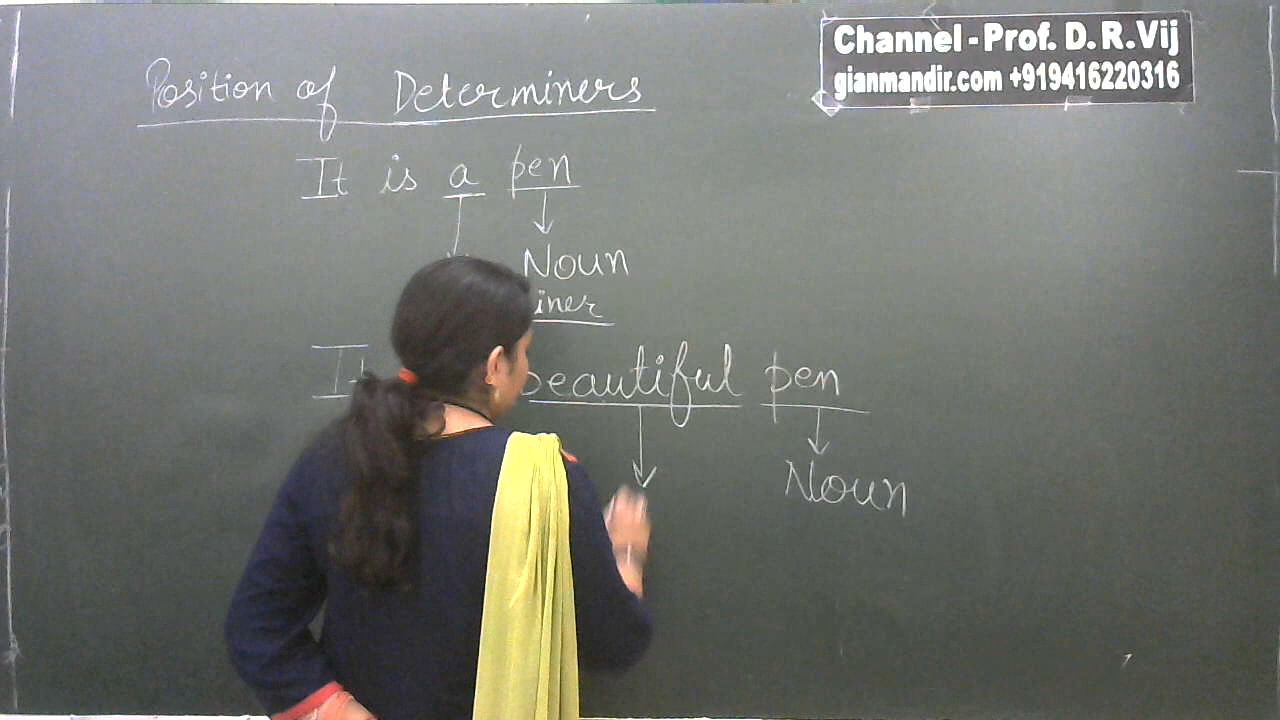 Channel - Prof. D. R. Vij
gianmandir.com +919416220316
Position of Determiners
It is a pen
Noun
iner
It beautiful pen
Noun